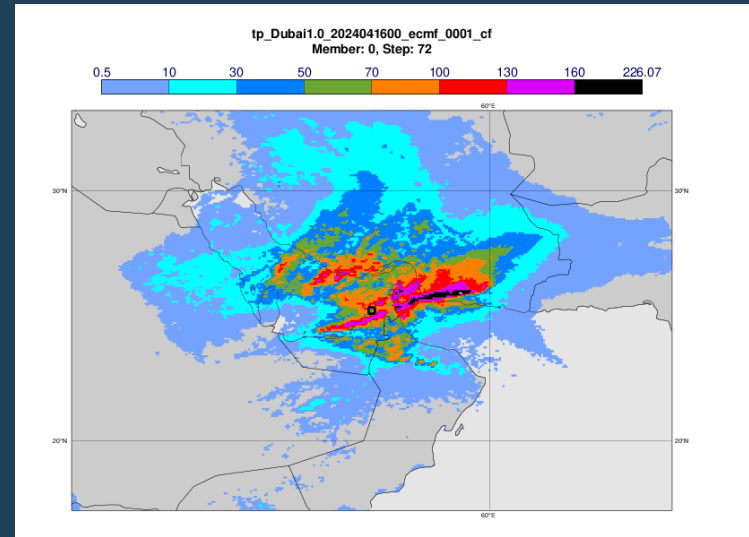 tp_Dubai1.0_2024041600_ecmf_0001_cf
Member: 0, Step: 72
0.5 10 30 50 70 100 130 160 226.07
60°E
30°N 30°N
20°N 20°N
60°E